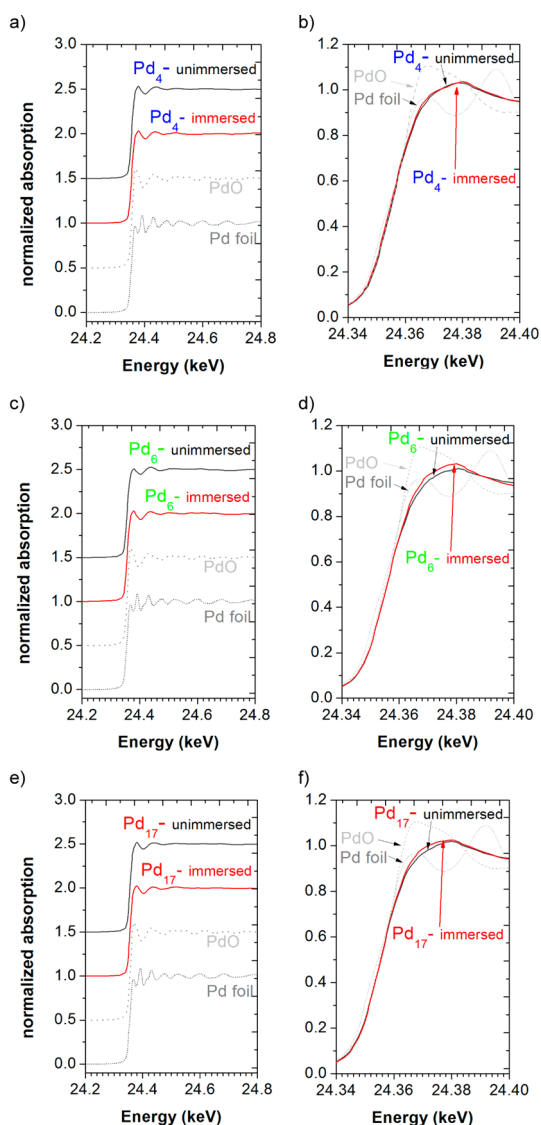 a)
normalized absorption
3.0
2.5
2.0
1.5
1.0
0.5
0.0
Pd4- unimmersed
Pd4- immersed
PdO
Pd foil
24.2 24.4 24.6 24.8
Energy (keV)
b)
1.2
1.0
0.8
0.6
0.4
0.2
0.0
Pd4- unimmersed
PdO
Pd foil
Pd4- immersed
24.34 24.36 24.38 24.40
Energy (keV)
c)
normalized absorption
3.0
2.5
2.0
1.5
1.0
0.5
0.0
Pd6- unimmersed
Pd6- immersed
PdO
Pd foil
24.2 24.4 24.6 24.8
Energy (keV)
d)
1.2
1.0
0.8
0.6
0.4
0.2
0.0
Pd6-
unimmersed
PdO
Pd foil
Pd6- immersed
24.34 24.36 24.38 24.40
Energy (keV)
e)
normalized absorption
3.0
2.5
2.0
1.5
1.0
0.5
0.0
Pd17- unimmersed
Pd17- immersed
PdO
Pd foil
24.2 24.4 24.6 24.8
Energy (keV)
f)
1.2
1.0
0.8
0.6
0.4
0.2
0.0
Pd17-
unimmersed
PdO
Pd foil
Pd17- immersed
24.34 24.36 24.38 24.40
Energy (keV)